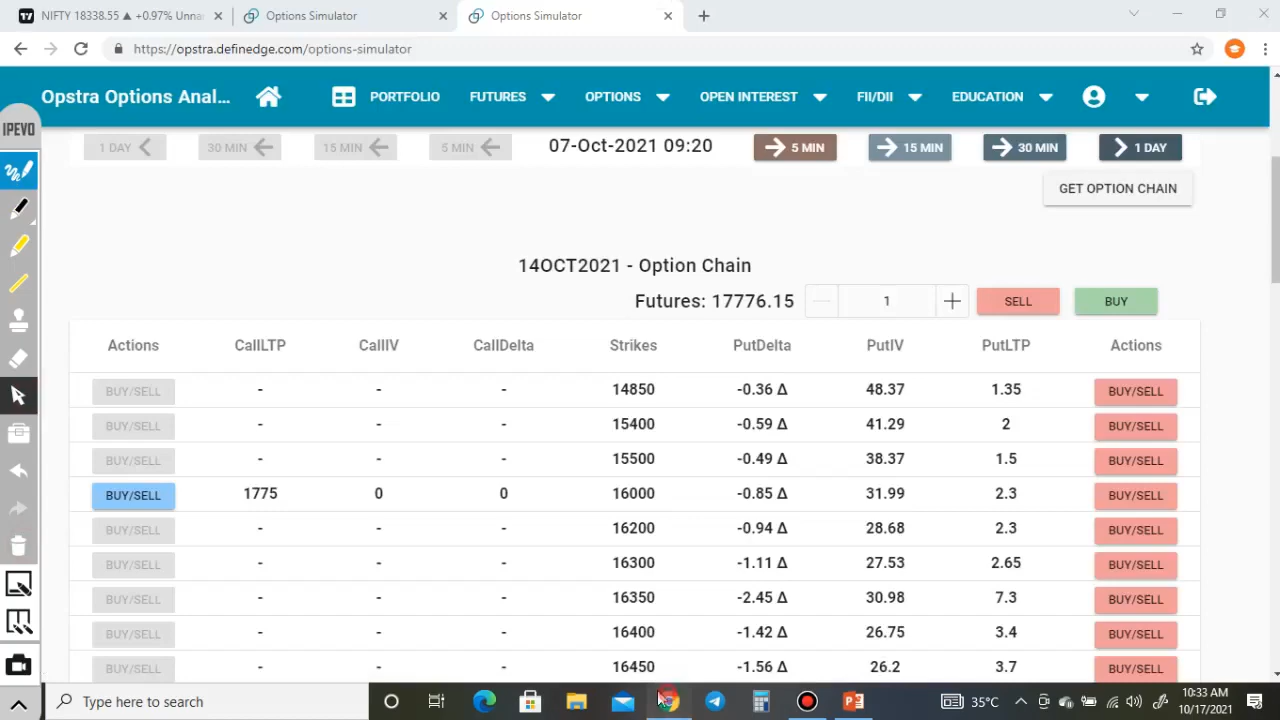 NIFTY 18338.55 ▲ +0.97% Unna
Options Simulator
Options Simulator
https://opstra.definedge.com/options-simulator
Opstra Options Anal...
PORTFOLIO
FUTURES
OPTIONS
OPEN INTEREST
FII/DII
EDUCATION
IPEVO
1 DAY
30 MIN
15 MIN
5 MIN
07-Oct-2021 09:20
5 MIN
15 MIN
30 MIN
1 DAY
GET OPTION CHAIN
14OCT2021 - Option Chain
Futures: 17776.15 1 SELL BUY
Actions CallLTP CallIV CallDelta Strikes PutDelta PutIV PutLTP Actions
BUY/SELL - - - 14850 -0.36 Δ 48.37 1.35 BUY/SELL
BUY/SELL - - - 15400 -0.59 Δ 41.29 2 BUY/SELL
BUY/SELL - - - 15500 -0.49 Δ 38.37 1.5 BUY/SELL
BUY/SELL 1775 0 0 16000 -0.85 Δ 31.99 2.3 BUY/SELL
BUY/SELL - - - 16200 -0.94 Δ 28.68 2.3 BUY/SELL
BUY/SELL - - - 16300 -1.11 Δ 27.53 2.65 BUY/SELL
BUY/SELL - - - 16350 -2.45 Δ 30.98 7.3 BUY/SELL
BUY/SELL - - - 16400 -1.42 Δ 26.75 3.4 BUY/SELL
BUY/SELL - - - 16450 -1.56 Δ 26.2 3.7 BUY/SELL
Type here to search
35°C
10:33 AM
10/17/2021